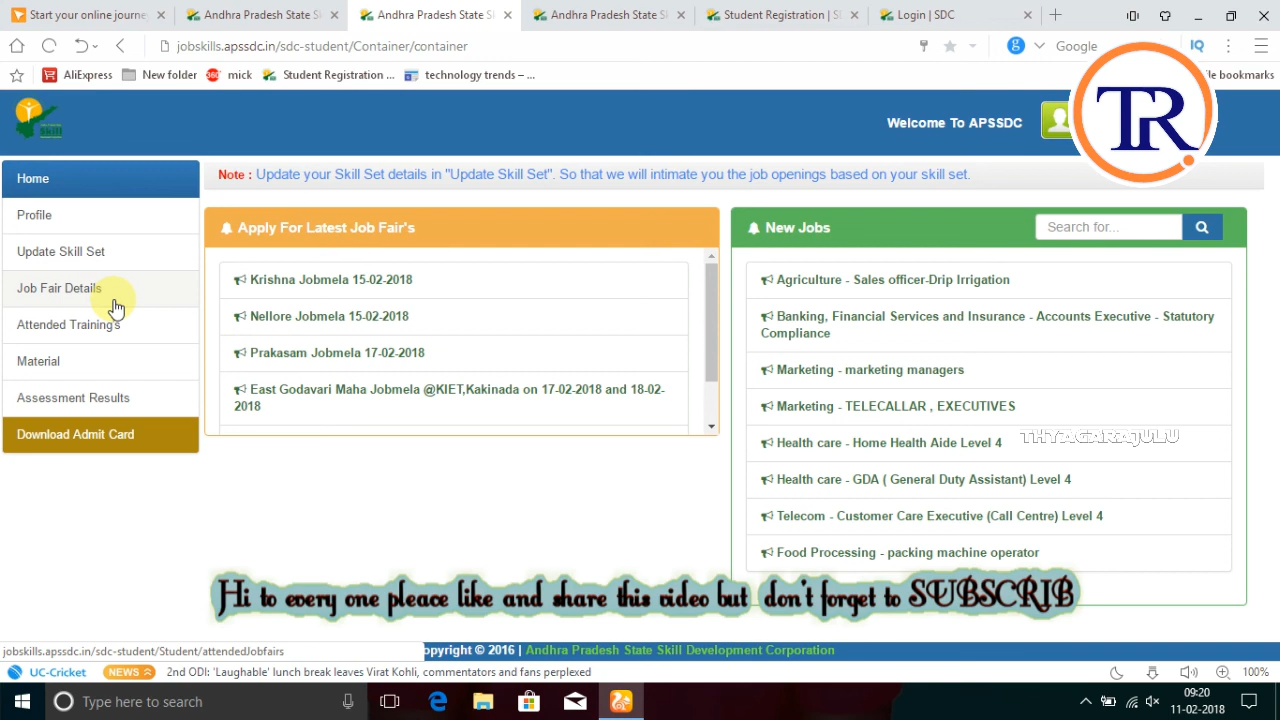 Start your online journey
Andhra Pradesh State Sk
Andhra Pradesh State Sk
Andhra Pradesh State Sk
Student Registration | S
Login | SDC
jobskills.apssdc.in/sdc-student/Container/container
g
Google
IQ
AliExpress
New folder
360°
mick
Student Registration ...
technology trends – ...
le bookmarks
Skill
Welcome To APSSDC
TR
Home
Profile
Update Skill Set
Job Fair Details
Attended Training's
Material
Assessment Results
Download Admit Card
Note : Update your Skill Set details in "Update Skill Set". So that we will intimate you the job openings based on your skill set.
Apply For Latest Job Fair's
Krishna Jobmela 15-02-2018
Nellore Jobmela 15-02-2018
Prakasam Jobmela 17-02-2018
East Godavari Maha Jobmela @KIET,Kakinada on 17-02-2018 and 18-02-
2018
New Jobs
Search for...
Agriculture - Sales officer-Drip Irrigation
Banking, Financial Services and Insurance - Accounts Executive - Statutory
Compliance
Marketing - marketing managers
Marketing - TELECALLAR , EXECUTIVES
Health care - Home Health Aide Level 4
THYAGARAJULU
Health care - GDA ( General Duty Assistant) Level 4
Telecom - Customer Care Executive (Call Centre) Level 4
Food Processing - packing machine operator
Hi to every one pleace like and share this video but don't forget to SUBSCRIB
jobskills.apssdc.in/sdc-student/Student/attendedJobfairs
opyright © 2016 | Andhra Pradesh State Skill Development Corporation
UC-Cricket
NEWS
2nd ODI: 'Laughable' lunch break leaves Virat Kohli, commentators and fans perplexed
100%
Type here to search
09:20
11-02-2018